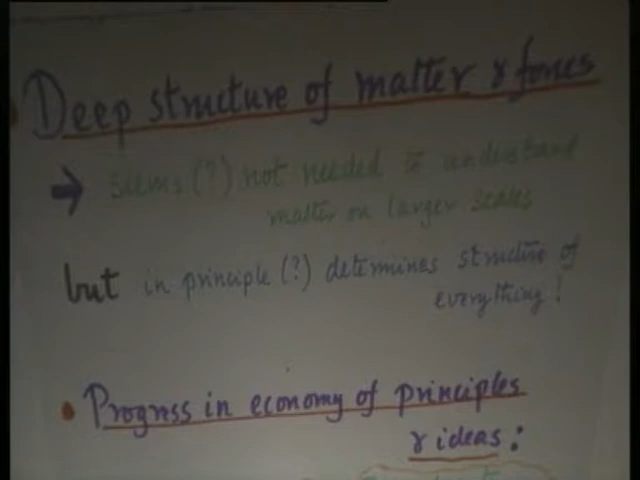 Deep structure of matter & forces
→ seems (?) not needed to understand
matter on larger scales
but in principle (?) determines structure of
everything!
• Progress in economy of principles
& ideas: